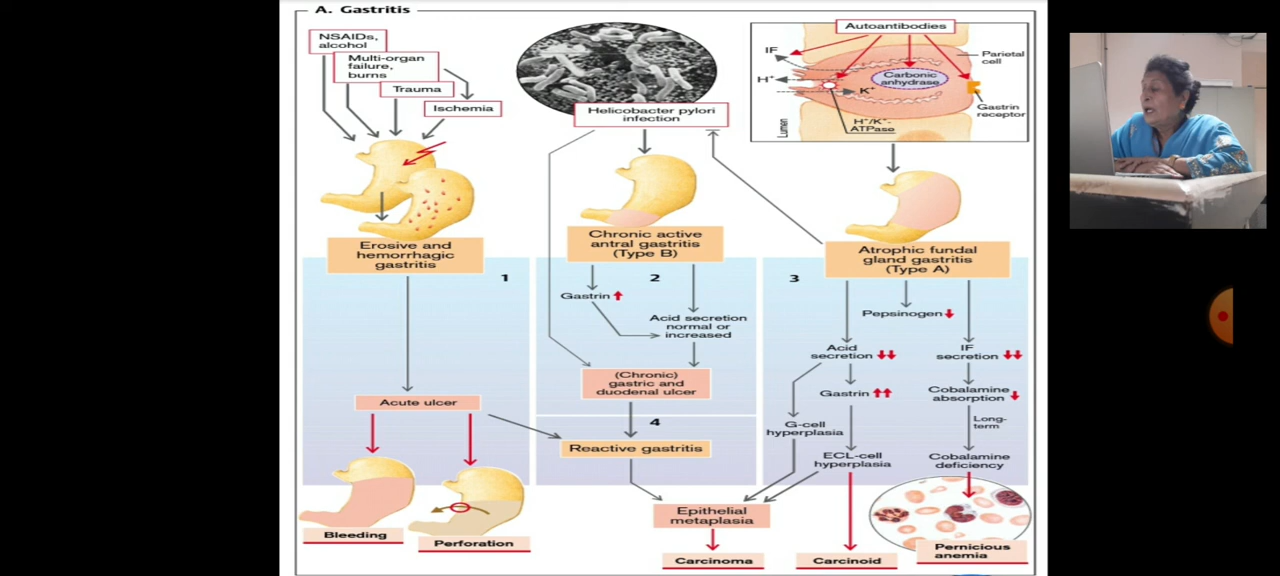 A. Gastritis
NSAIDs,
alcohol
Multi-organ
failure,
burns
Trauma
Ischemia
Helicobacter pylori
infection
Autoantibodies
IF
Parietal
cell
Carbonic
anhydrase
H⁺
K⁺
Gastrin
receptor
H⁺/K⁺-
ATPase
Lumen
Erosive and
hemorrhagic
gastritis
Chronic active
antral gastritis
(Type B)
Atrophic fundal
gland gastritis
(Type A)
1
2
3
Gastrin
Acid secretion
normal or
increased
Pepsinogen
Acid
secretion
IF
secretion
(Chronic)
gastric and
duodenal ulcer
Gastrin
Cobalamine
absorption
Acute ulcer
4
Long-
term
G-cell
hyperplasia
Reactive gastritis
ECL-cell
hyperplasia
Cobalamine
deficiency
Epithelial
metaplasia
Bleeding
Perforation
Carcinoma
Carcinoid
Pernicious
anemia